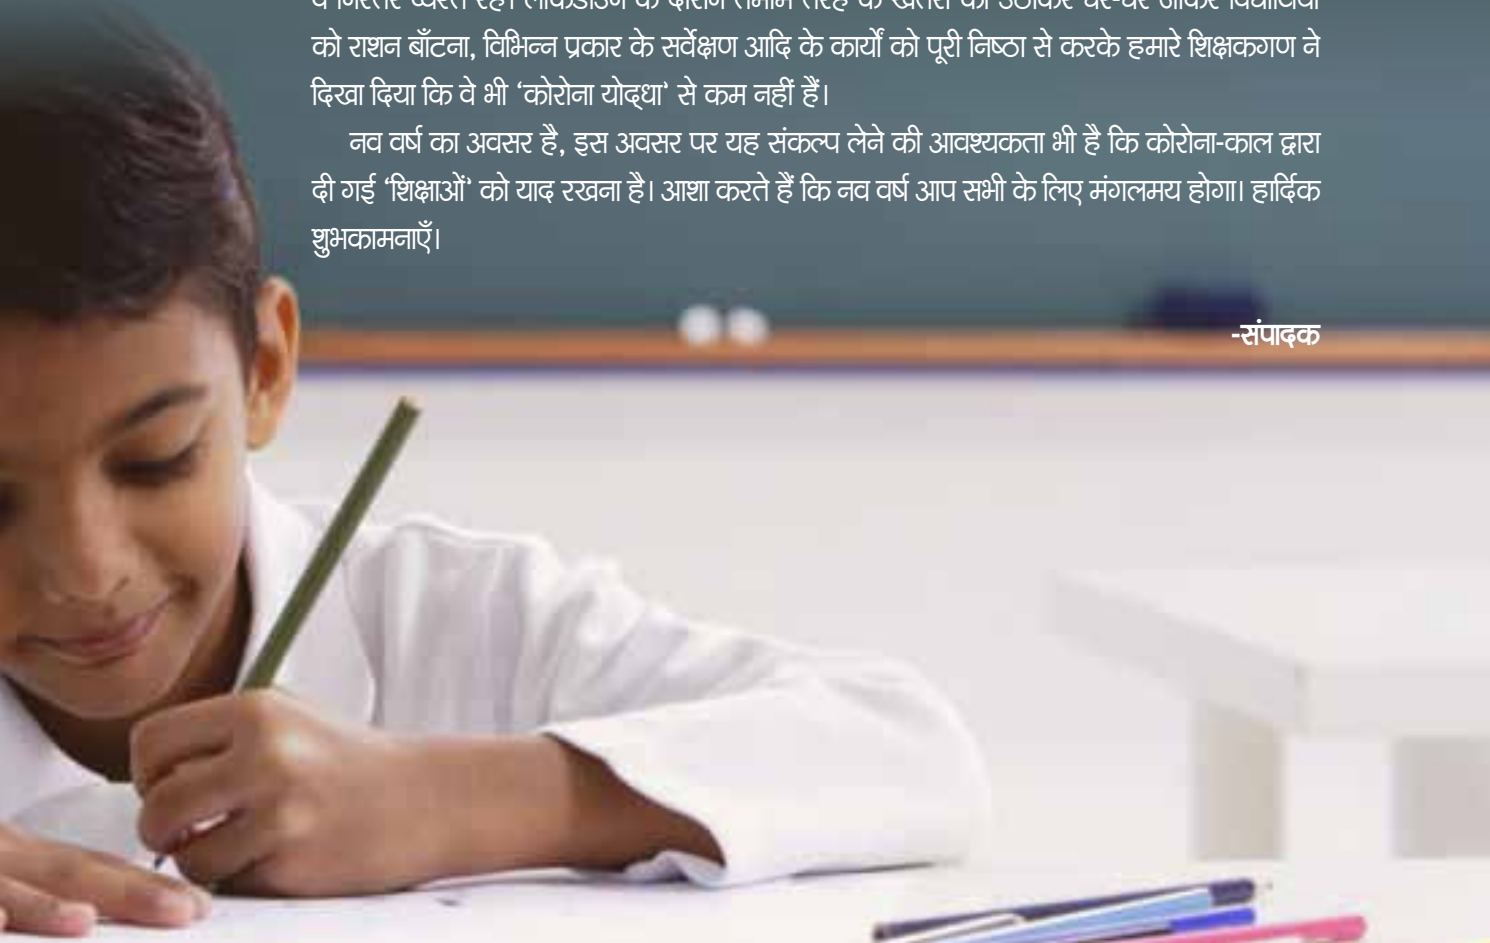 को राशन बाँटना, विभिन्न प्रकार के सर्वेक्षण आदि के कार्यों को पूरी निष्ठा से करके हमारे शिक्षकगण ने
दिखा दिया कि वे भी ‘कोरोना योद्धा’ से कम नहीं हैं।
नव वर्ष का अवसर है, इस अवसर पर यह संकल्प लेने की आवश्यकता भी है कि कोरोना-काल द्वारा
दी गई ‘शिक्षाओं’ को याद रखना है। आशा करते हैं कि नव वर्ष आप सभी के लिए मंगलमय होगा। हार्दिक
शुभकामनाएँ।
-संपादक